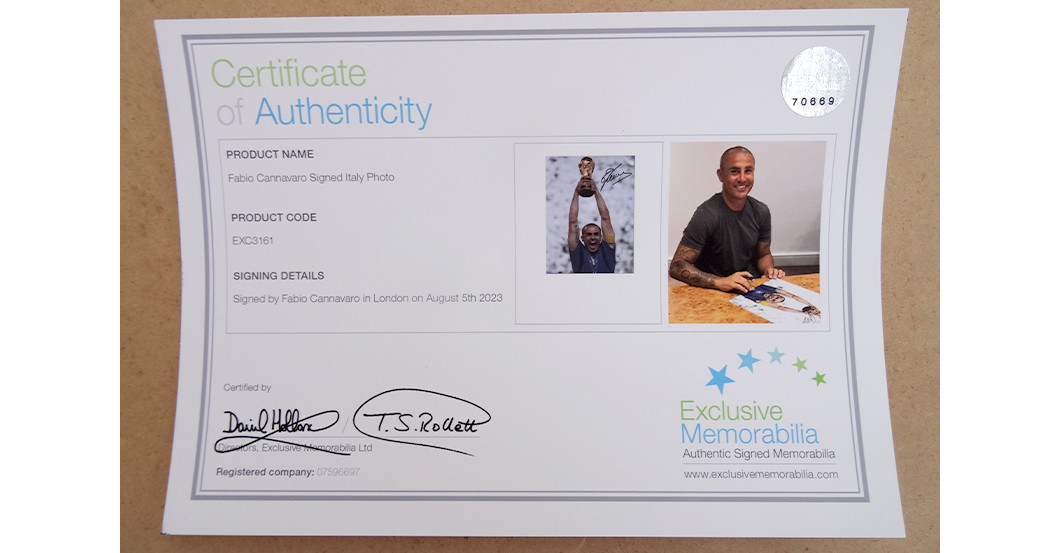 Certificate
of Authenticity
70669
PRODUCT NAME
Fabio Cannavaro Signed Italy Photo
PRODUCT CODE
EXC3161
SIGNING DETAILS
Signed by Fabio Cannavaro in London on August 5th 2023
Certified by
T.S. Rollett
Directors, Exclusive Memorabilia Ltd
Registered company: 07596697
Exclusive
Memorabilia
Authentic Signed Memorabilia
www.exclusivememorabilia.com